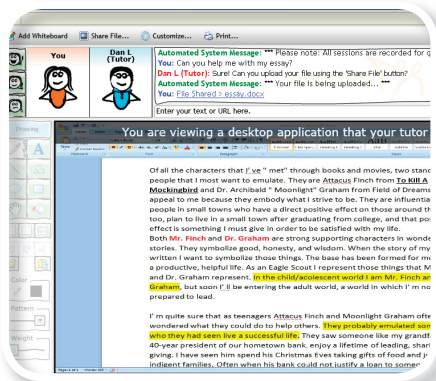 Add Whiteboard Share File... Customize... Print...
You
Dan L
(Tutor)
Automated System Message: *** Please note: All sessions are recorded for q
You: Can you help me with my essay?
Dan L (Tutor): Sure! Can you upload your file using the 'Share File' button?
Automated System Message: *** Your file is being uploaded... ***
You: File Shared > essay.docx
Enter your text or URL here.
Drawing
You are viewing a desktop application that your tutor
Of all the characters that I've " met" through books and movies, two stand
people that I most want to emulate. They are Attacus Finch from To Kill A
Mockingbird and Dr. Archibald " Moonlight" Graham from Field of Dreams
appeal to me because they embody what I strive to be. They are influentia
people in small towns who have a direct positive effect on those around th
too, plan to live in a small town after graduating from college, and that po
effect is something I must give in order to be satisfied with my life.
Both Mr. Finch and Dr. Graham are strong supporting characters in wonde
stories. They symbolize good, honesty, and wisdom. When the story of my
written I want to symbolize those things. The base has been formed for me
a productive, helpful life. As an Eagle Scout I represent those things that M
and Dr. Graham represent. In the child/acolescent world I am Mr. Finch an
Graham, but soon I' ll be entering the adult world, a world in which I' m no
prepared to lead.
I' m quite sure that as teenagers Attacus Finch and Moonlight Graham ofte
wondered what they could do to help others. They probably emulated son
who they had seen live a successful life. They saw someone like my grandf
40-year president of our hometown bank, enjoy a lifetime of leading, shari
giving. I have seen him spend his Christmas Eves taking gifts of food and jo
indigent families. Often when his bank could not justify a loan to someo
Color
Pattern
Weight